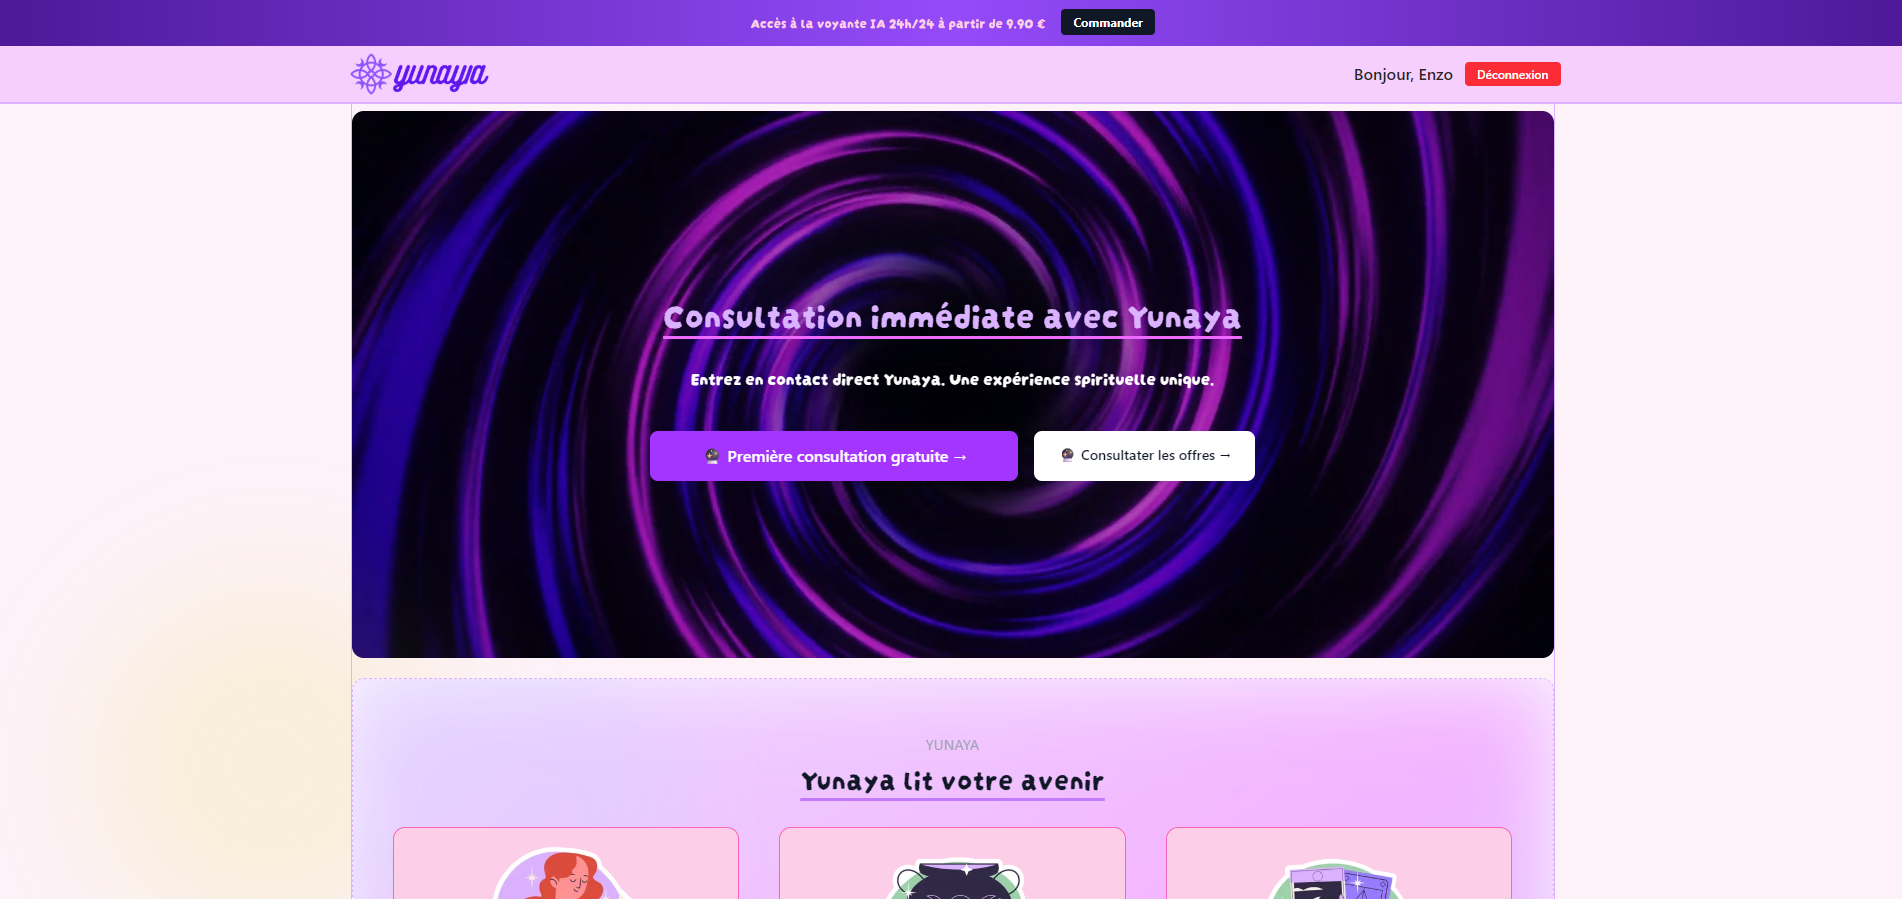 Accès à la voyante IA 24h/24 à partir de 9.90 €
Commander
yunaya
Bonjour, Enzo
Déconnexion
Consultation immédiate avec Yunaya
Entrez en contact direct Yunaya. Une expérience spirituelle unique.
Première consultation gratuite →
Consultater les offres →
YUNAYA
Yunaya lit votre avenir